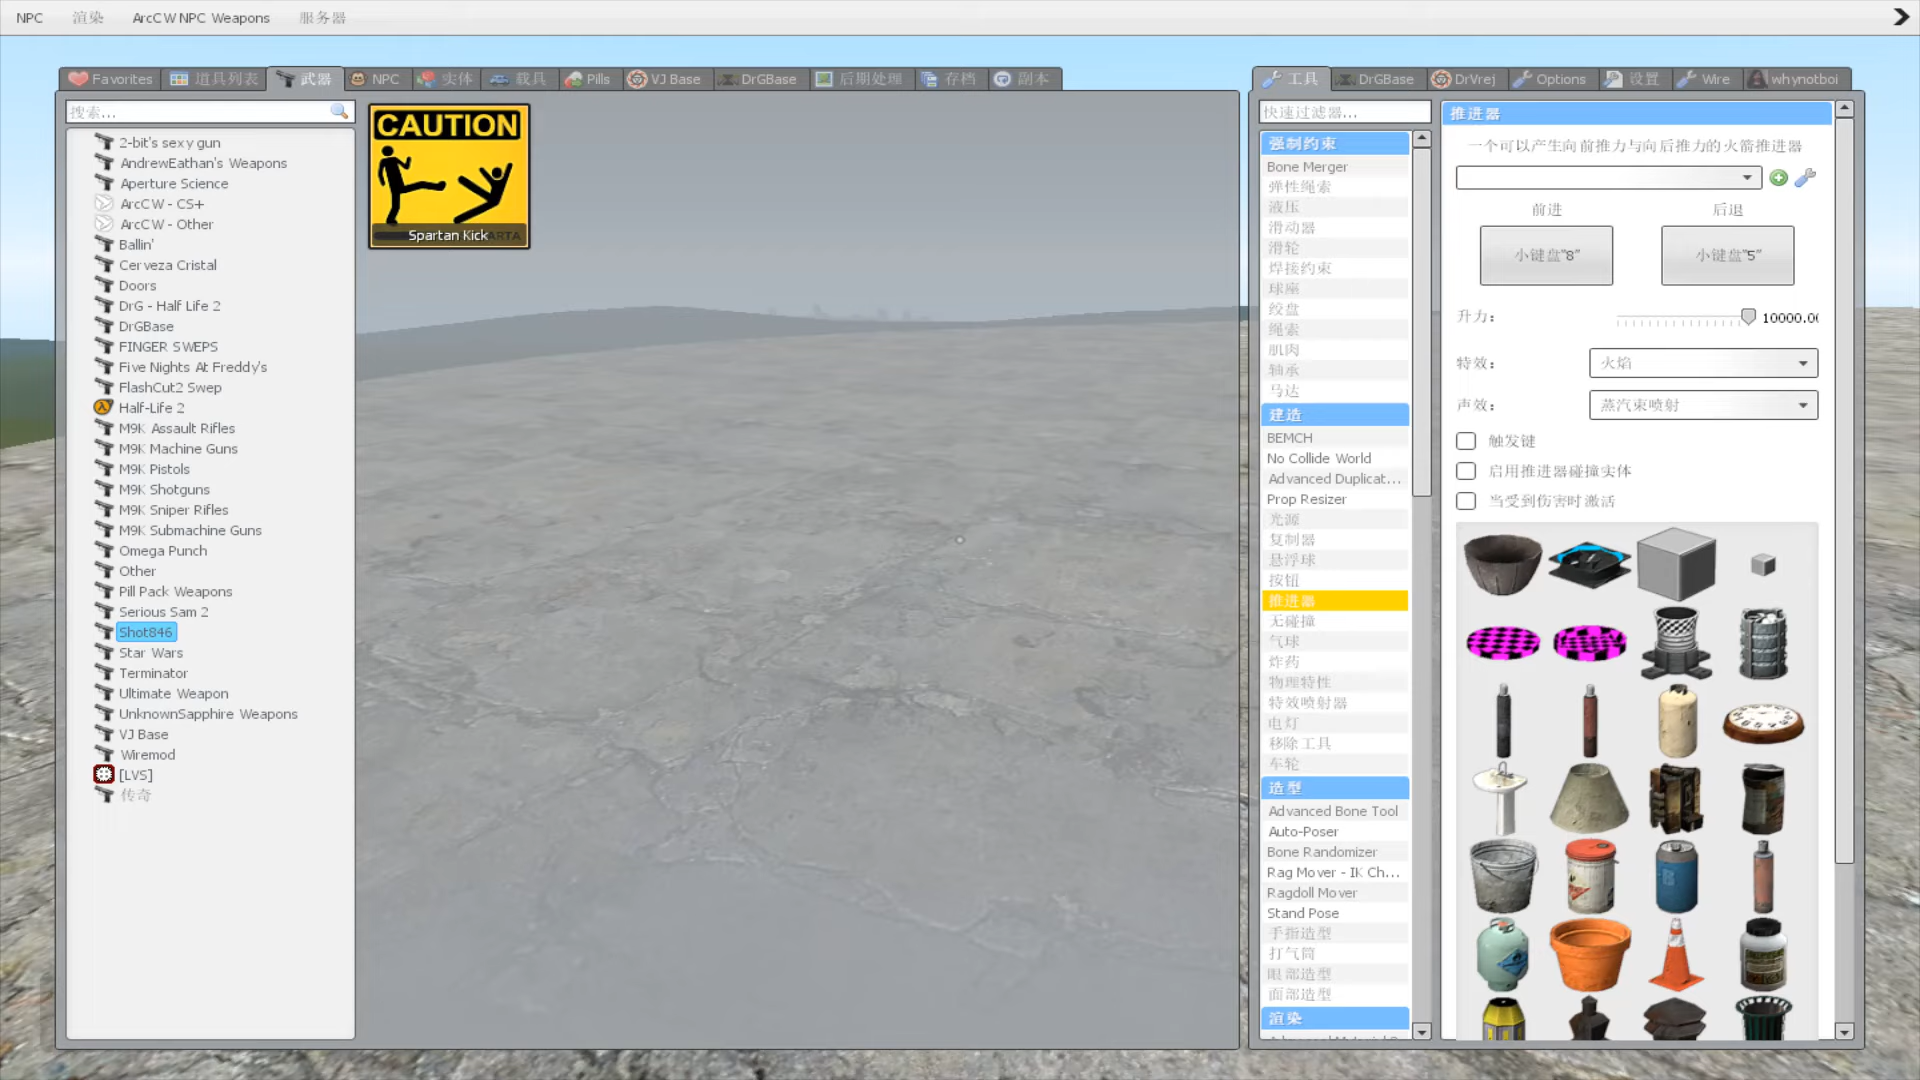 NPC 渲染 ArcCW NPC Weapons 服务器
Favorites 道具列表 武器 NPC 实体 载具 Pills VJ Base DrGBase 后期处理 存档 副本
搜索...
2-bit's sexy gun
AndrewEathan's Weapons
Aperture Science
ArcCW - CS+
ArcCW - Other
Ballin'
Cerveza Cristal
Doors
DrG - Half Life 2
DrGBase
FINGER SWEPS
Five Nights At Freddy's
FlashCut2 Swep
Half-Life 2
M9K Assault Rifles
M9K Machine Guns
M9K Pistols
M9K Shotguns
M9K Sniper Rifles
M9K Submachine Guns
Omega Punch
Other
Pill Pack Weapons
Serious Sam 2
Shot846
Star Wars
Terminator
Ultimate Weapon
UnknownSapphire Weapons
VJ Base
Wiremod
[LVS]
传奇
CAUTION
Spartan Kick
工具 DrGBase DrVrej Options 设置 Wire whynotboi
快速过滤器...
强制约束
Bone Merger
弹性绳索
液压
滑动器
滑轮
焊接约束
球座
绞盘
绳索
肌肉
轴承
马达
建造
BEMCH
No Collide World
Advanced Duplicat...
Prop Resizer
光源
复制器
悬浮球
按钮
推进器
无碰撞
气球
炸药
物理特性
特效喷射器
电灯
移除工具
车轮
造型
Advanced Bone Tool
Auto-Poser
Bone Randomizer
Rag Mover - IK Ch...
Ragdoll Mover
Stand Pose
手指造型
打气筒
眼部造型
面部造型
渲染
推进器
一个可以产生向前推力与向后推力的火箭推进器
前进 后退
小键盘"8" 小键盘"5"
升力： 10000.00
特效： 火焰
声效： 蒸汽束喷射
触发键
启用推进器碰撞实体
当受到伤害时激活